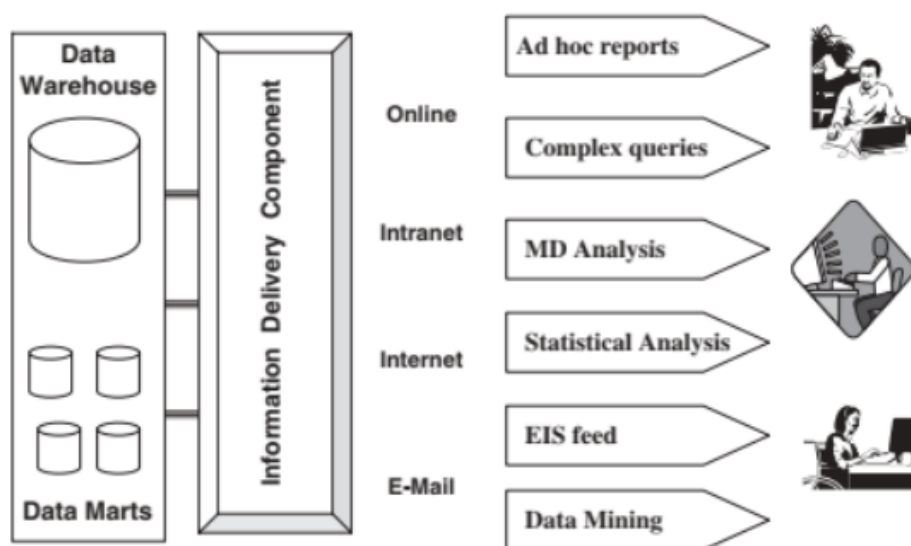 Data
Warehouse
Data Marts
Information Delivery Component
Online
Intranet
Internet
E-Mail
Ad hoc reports
Complex queries
MD Analysis
Statistical Analysis
EIS feed
Data Mining